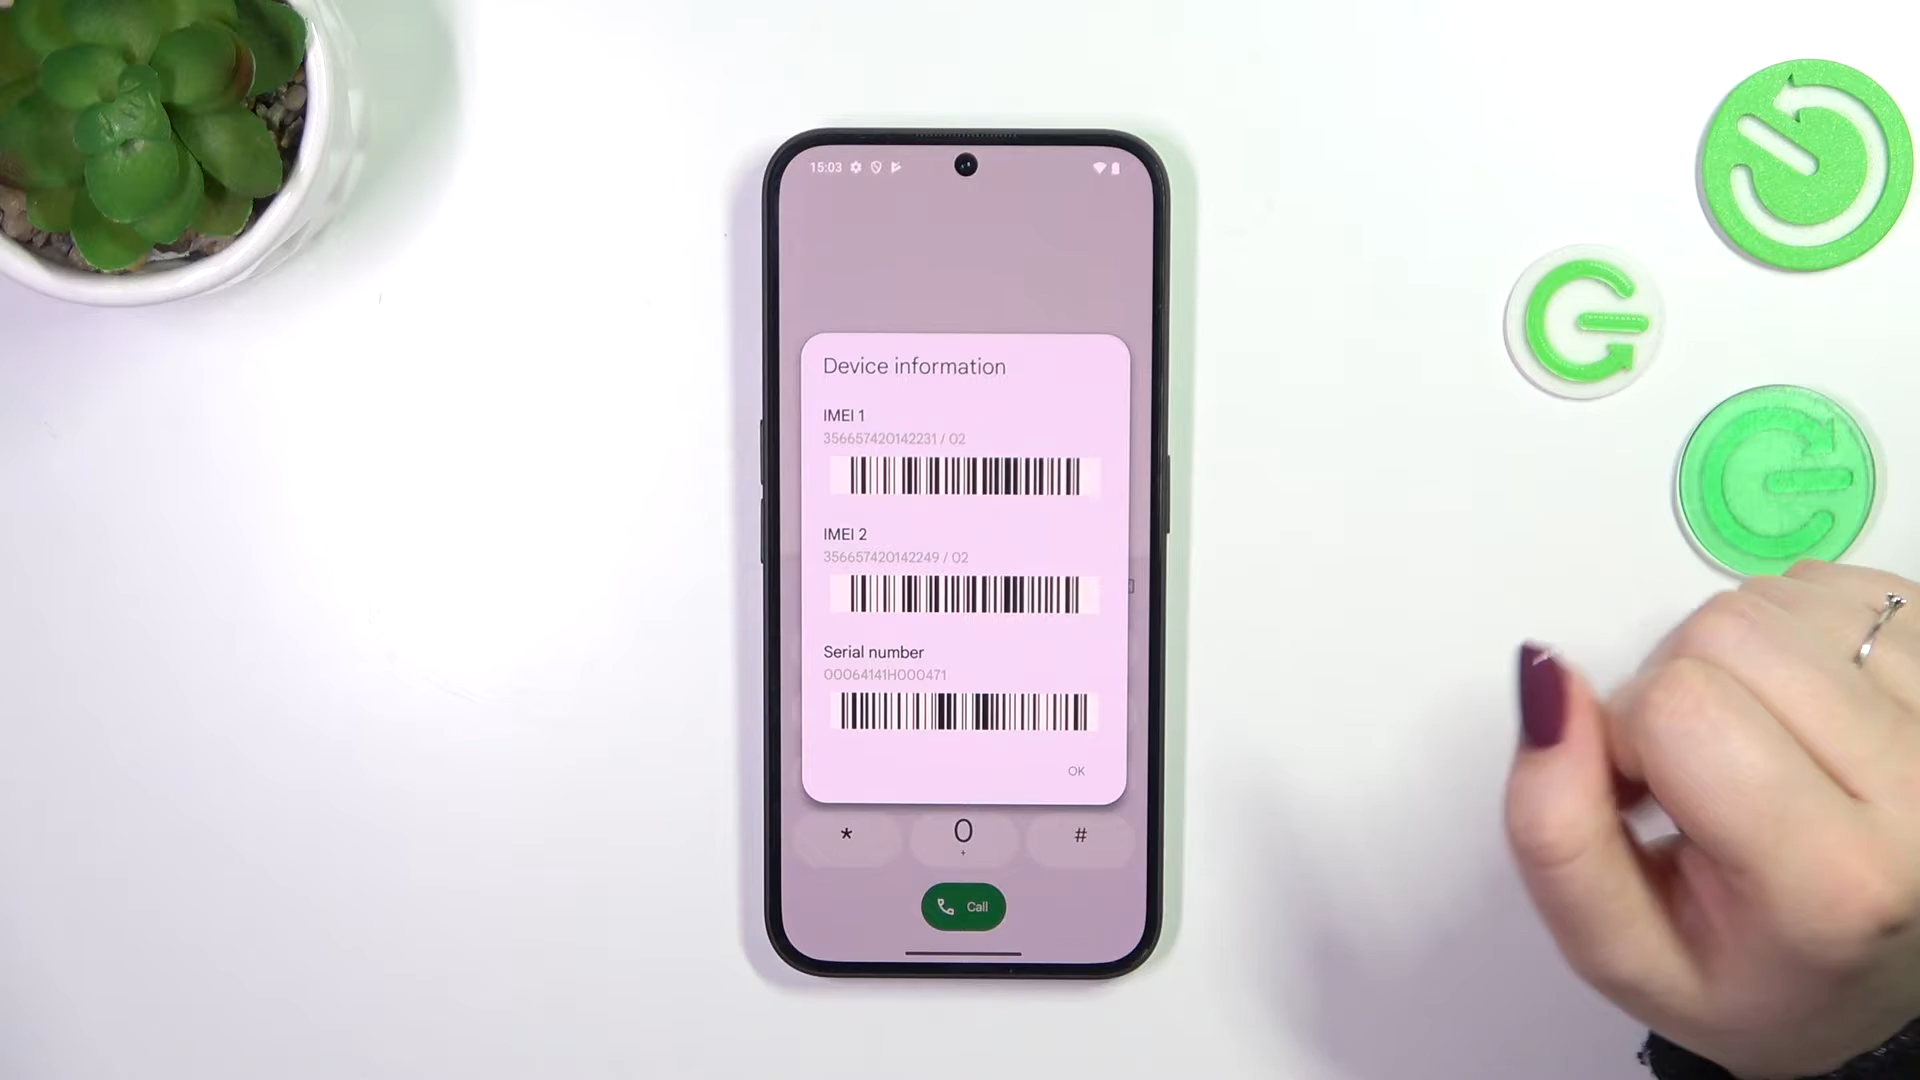 15:03
Device information
IMEI 1
356657420142231 / 02
IMEI 2
356657420142249 / 02
Serial number
00064141H000471
OK
* 0 #
+
Call